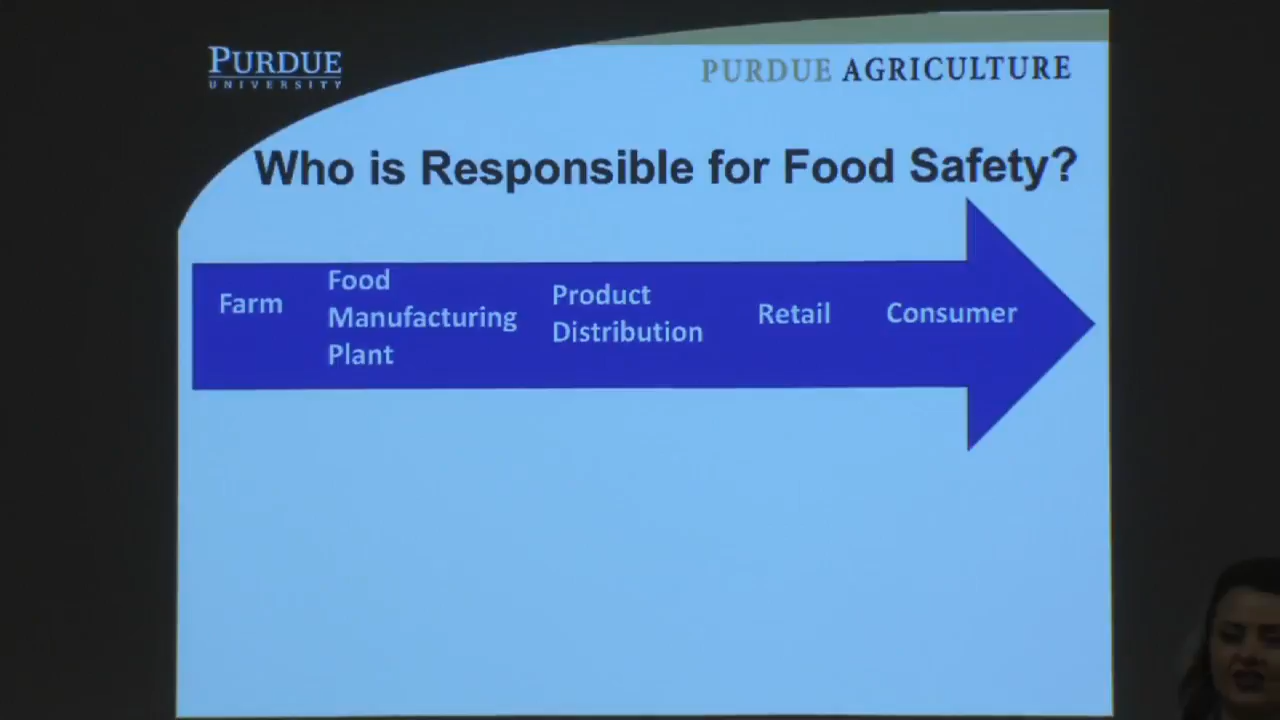 PURDUE
UNIVERSITY
PURDUE AGRICULTURE
Who is Responsible for Food Safety?
Farm
Food
Manufacturing
Plant
Product
Distribution
Retail
Consumer